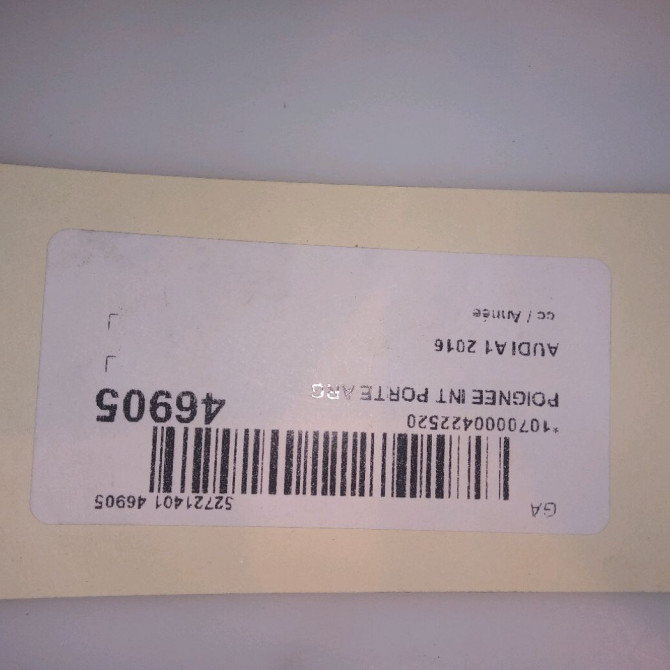 GA
52721401 46905
*1070000422520
46905
POIGNEE INT PORTE ARG
AUDI A1 2016
cc / Année